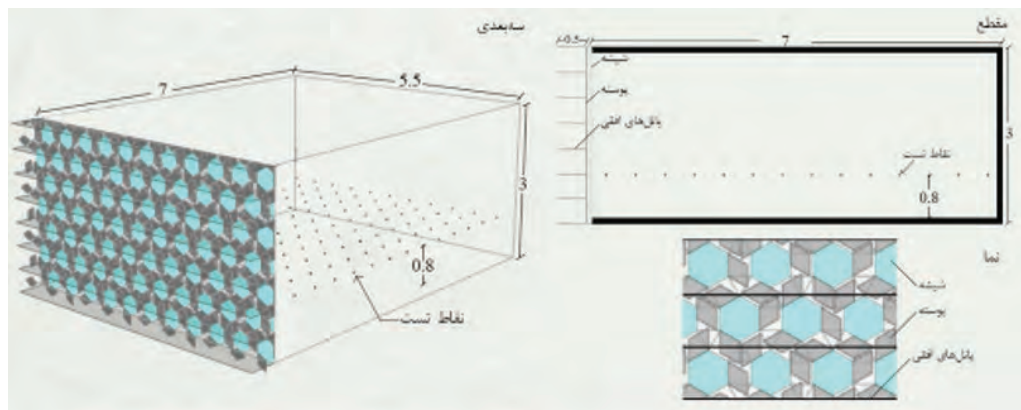 مقطع
7
0.5
شیشه
پوسته
پانل‌های افقی
3
نقاط تست
0.8
سه‌بعدی
7
5.5
3
0.8
نقاط تست
نما
شیشه
پوسته
پانل‌های افقی